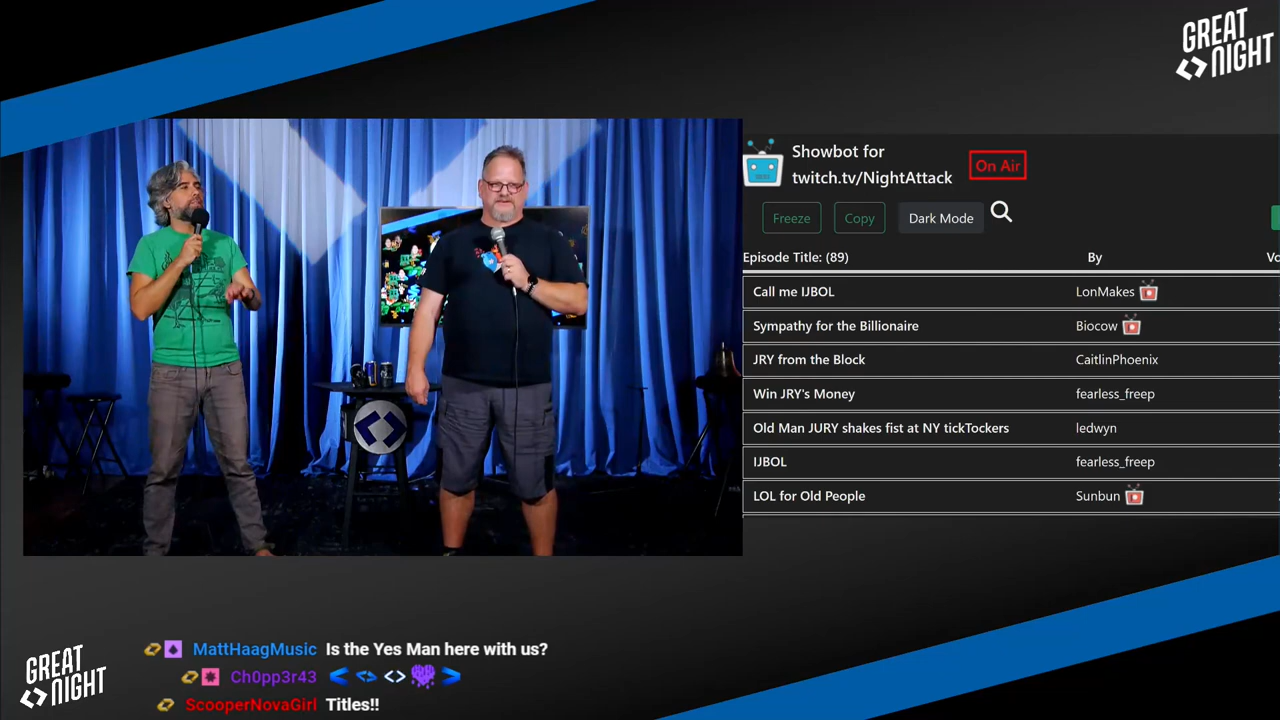 GREAT
NIGHT
Showbot for
twitch.tv/NightAttack
On Air
Freeze
Copy
Dark Mode
Episode Title: (89)
By
Vo
Call me IJBOL
LonMakes
Sympathy for the Billionaire
Biocow
JRY from the Block
CaitlinPhoenix
Win JRY's Money
fearless_freep
Old Man JURY shakes fist at NY tickTockers
ledwyn
IJBOL
fearless_freep
LOL for Old People
Sunbun
MattHaagMusic Is the Yes Man here with us?
Ch0pp3r43
ScooperNovaGirl Titles!!
GREAT
NIGHT